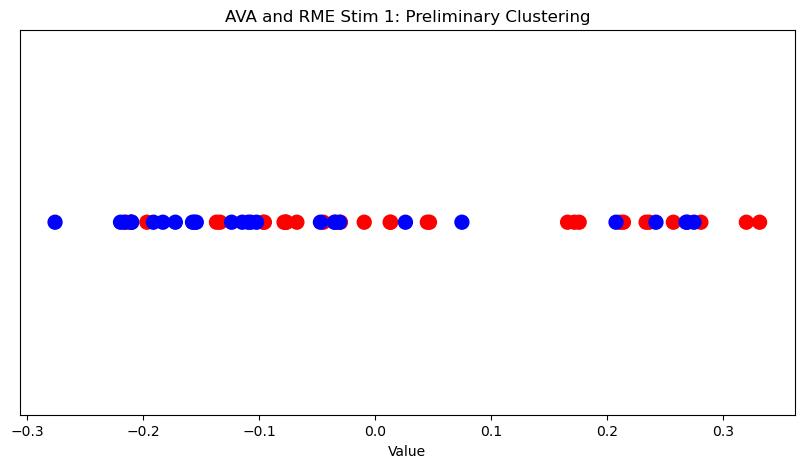 AVA and RME Stim 1: Preliminary Clustering
−0.3 −0.2 −0.1 0.0 0.1 0.2 0.3
Value